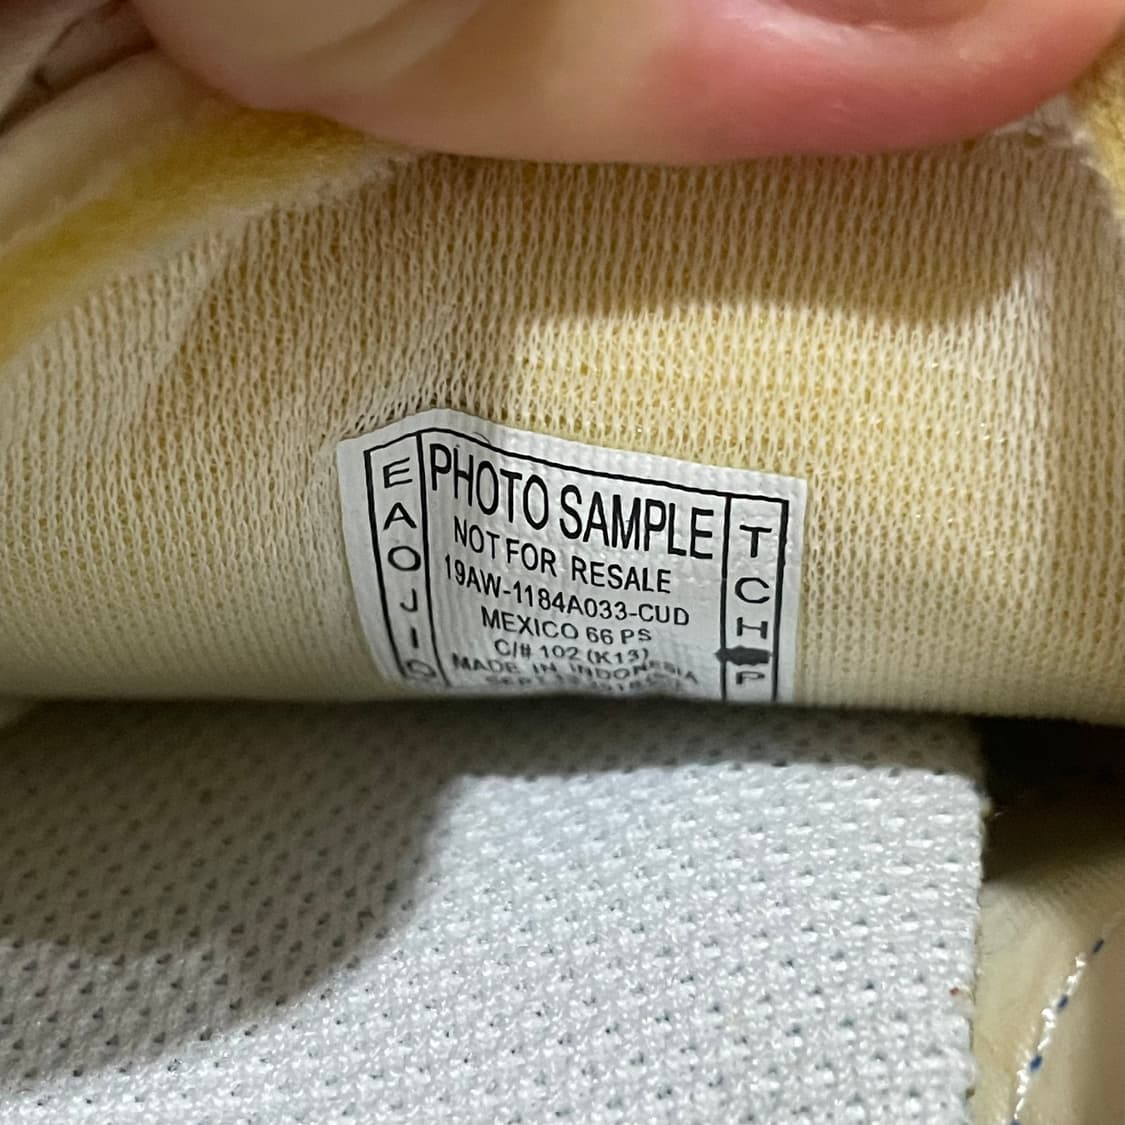 E
A
O
J
I
PHOTO SAMPLE
NOT FOR RESALE
19AW-1184A033-CUD
MEXICO 66 PS
C/# 102 (K13)
MADE IN INDONESIA
T
C
H
P